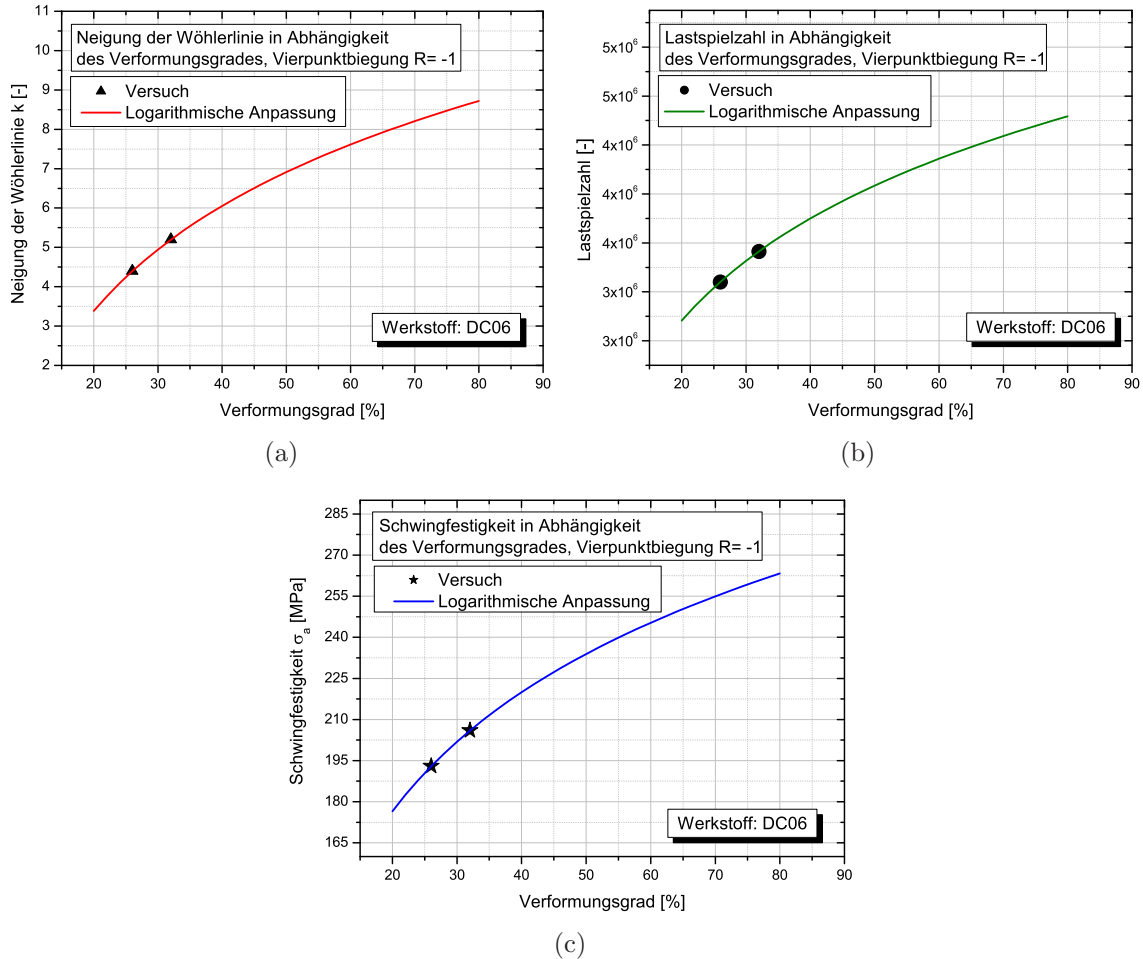 Neigung der Wöhlerlinie in Abhängigkeit
des Verformungsgrades, Vierpunktbiegung R= -1
Versuch
Logarithmische Anpassung
11
10
9
8
7
6
5
4
3
2
Neigung der Wöhlerlinie k [-]
Werkstoff: DC06
20 30 40 50 60 70 80 90
Verformungsgrad [%]
(a)
Lastspielzahl in Abhängigkeit
des Verformungsgrades, Vierpunktbiegung R= -1
Versuch
Logarithmische Anpassung
5x10⁶
5x10⁶
4x10⁶
4x10⁶
4x10⁶
3x10⁶
3x10⁶
Lastspielzahl [-]
Werkstoff: DC06
20 30 40 50 60 70 80 90
Verformungsgrad [%]
(b)
Schwingfestigkeit in Abhängigkeit
des Verformungsgrades, Vierpunktbiegung R= -1
Versuch
Logarithmische Anpassung
285
270
255
240
225
210
195
180
165
Schwingfestigkeit σₐ [MPa]
Werkstoff: DC06
20 30 40 50 60 70 80 90
Verformungsgrad [%]
(c)